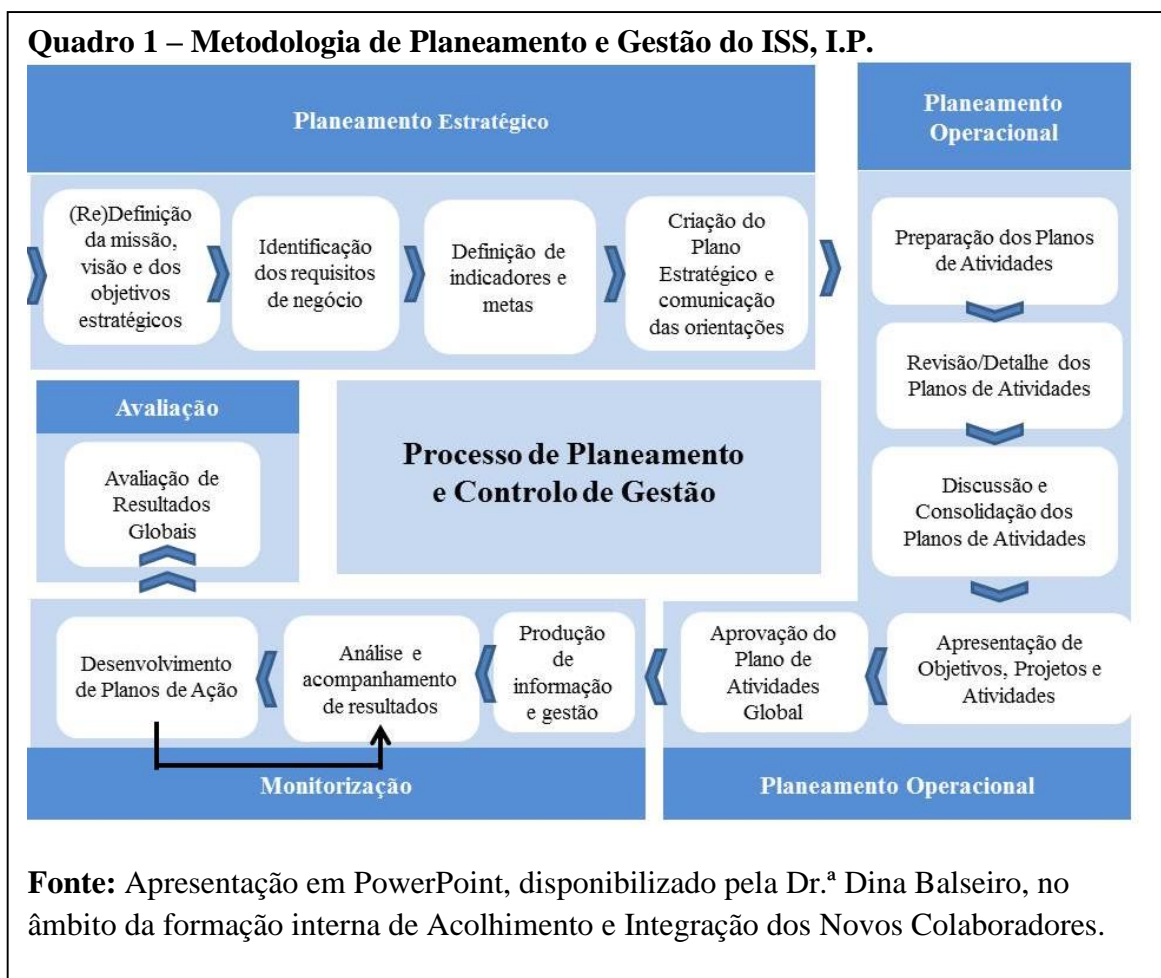 Quadro 1 – Metodologia de Planeamento e Gestão do ISS, I.P.
Planeamento Estratégico
Planeamento
Operacional
(Re)Definição
da missão,
visão e dos
objetivos
estratégicos
Identificação
dos requisitos
de negócio
Definição de
indicadores e
metas
Criação do
Plano
Estratégico e
comunicação
das orientações
Preparação dos Planos
de Atividades
Revisão/Detalhe dos
Planos de Atividades
Discussão e
Consolidação dos
Planos de Atividades
Avaliação
Avaliação de
Resultados
Globais
Processo de Planeamento
e Controlo de Gestão
Apresentação de
Objetivos, Projetos e
Atividades
Aprovação do
Plano de
Atividades
Global
Produção
de
informação
e gestão
Análise e
acompanhamento
de resultados
Desenvolvimento
de Planos de Ação
Monitorização
Planeamento Operacional
Fonte: Apresentação em PowerPoint, disponibilizado pela Dr.ª Dina Balseiro, no
âmbito da formação interna de Acolhimento e Integração dos Novos Colaboradores.